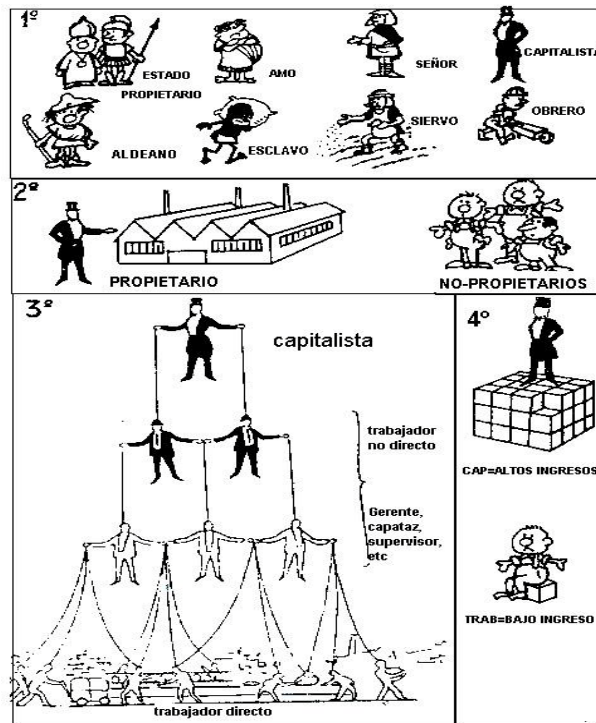 1º
ESTADO
PROPIETARIO
AMO
SEÑOR
CAPITALISTA
ALDEANO
ESCLAVO
SIERVO
OBRERO
2º
PROPIETARIO
NO-PROPIETARIOS
3º
capitalista
trabajador
no directo
Gerente,
capataz,
supervisor,
etc
trabajador directo
4º
CAP=ALTOS INGRESOS
TRAB=BAJO INGRESO